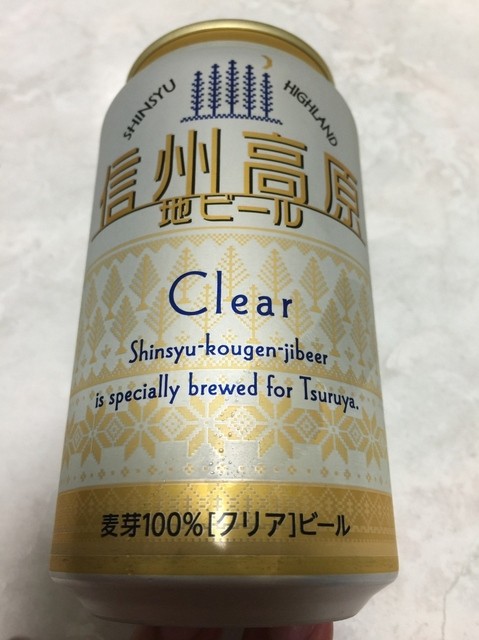 SHINSYU HIGHLAND
信州高原
地ビール
Clear
Shinsyu-kougen-jibeer
is specially brewed for Tsuruya.
麦芽100%[クリア]ビール